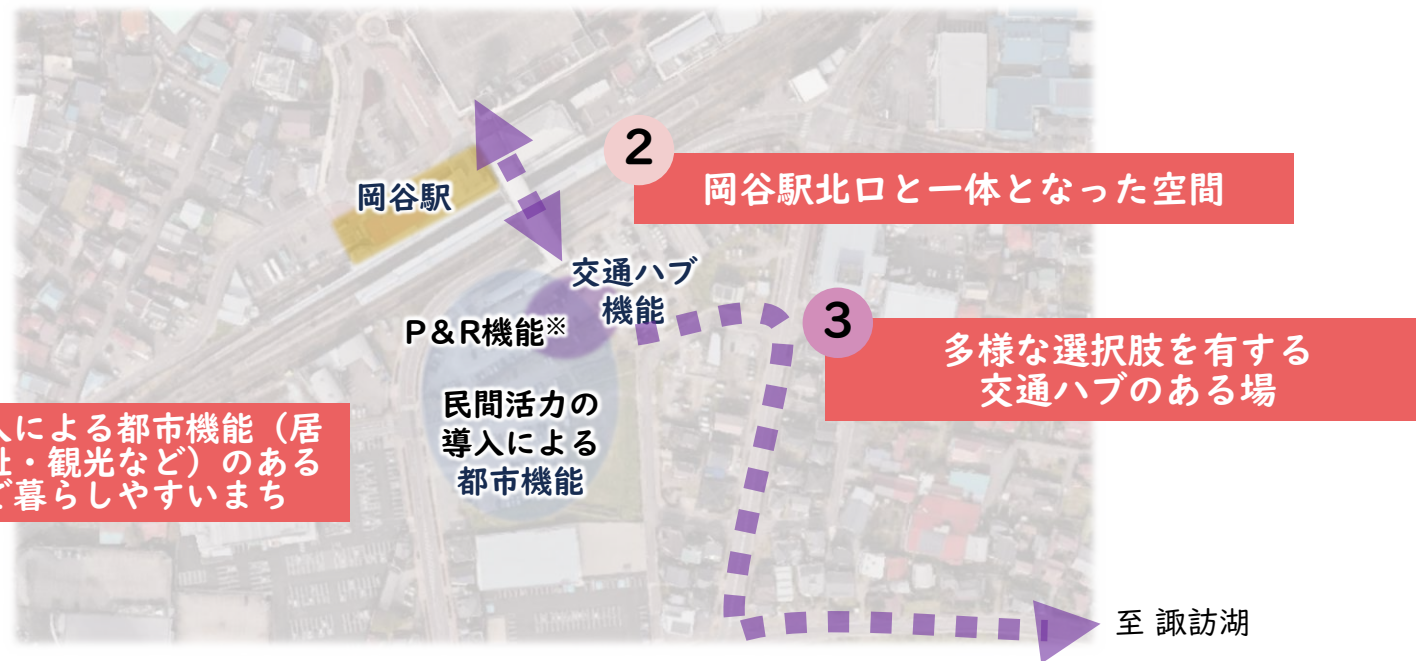 2
岡谷駅北口と一体となった空間
岡谷駅
交通ハブ
機能
P&R機能※
3
多様な選択肢を有する
交通ハブのある場
民間活力の
導入による
都市機能
による都市機能（居
・観光など）のある
暮らしやすいまち
至 諏訪湖